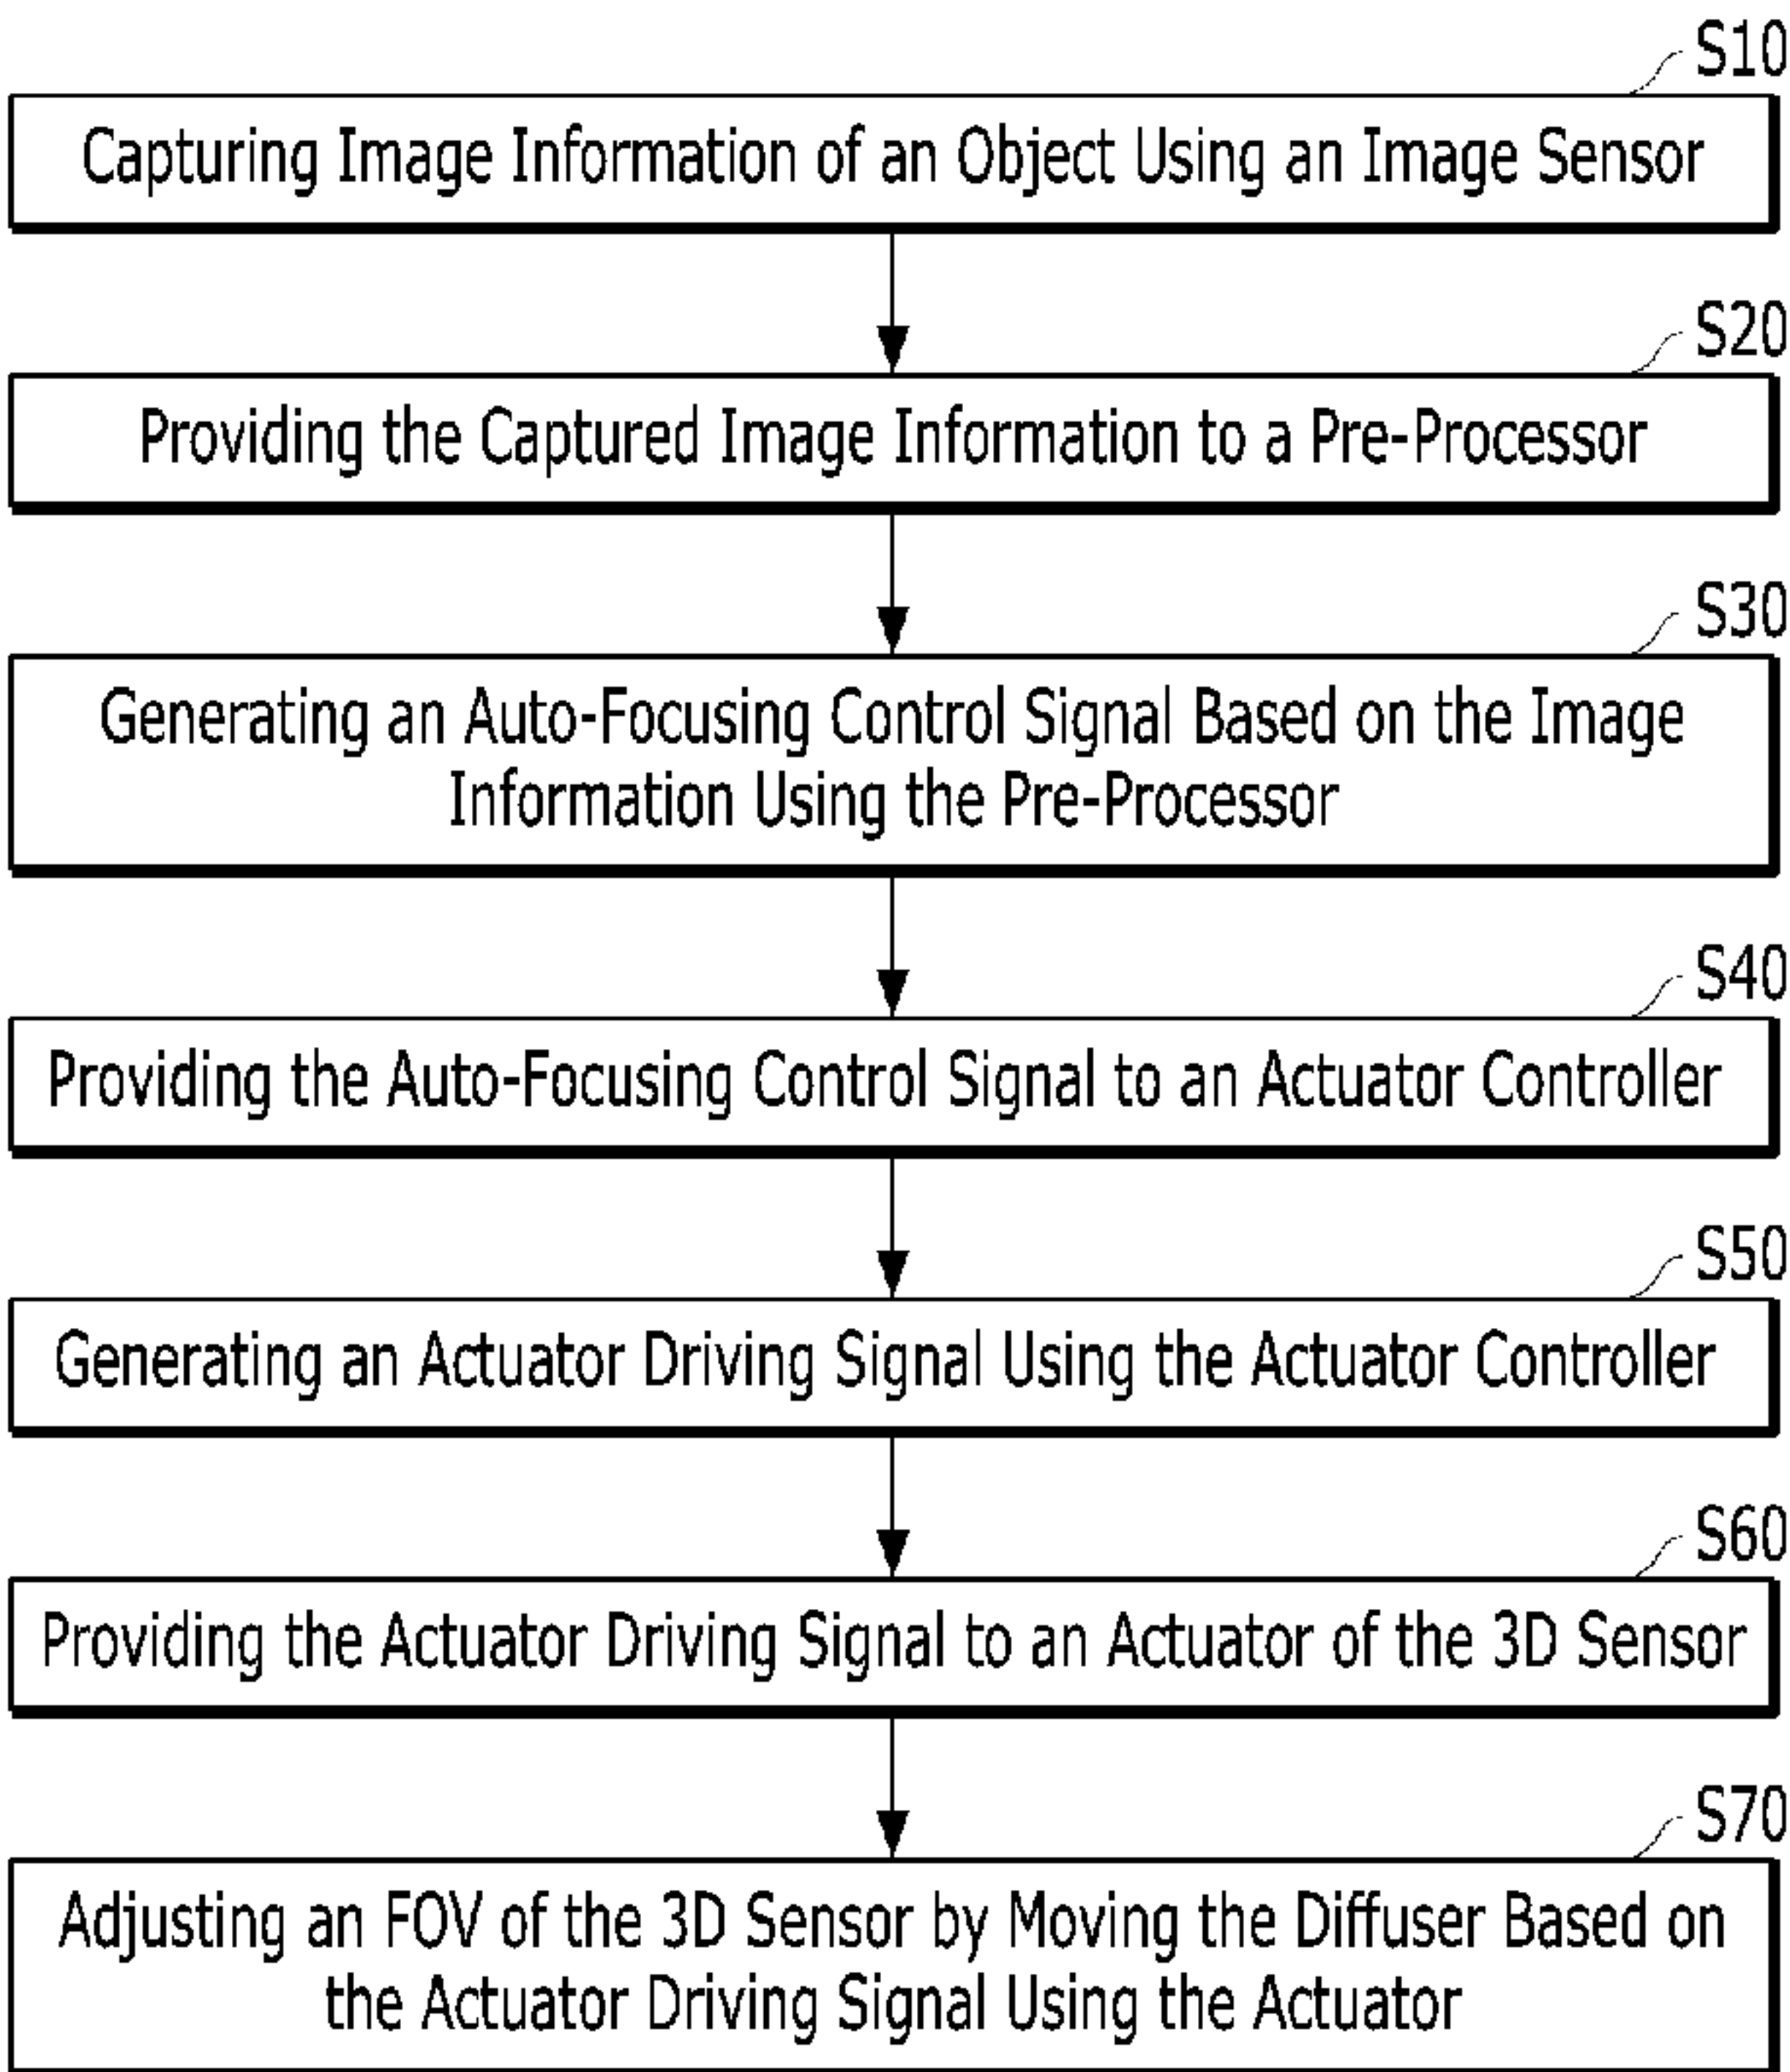 S10
Capturing Image Information of an Object Using an Image Sensor
S20
Providing the Captured Image Information to a Pre-Processor
S30
Generating an Auto-Focusing Control Signal Based on the Image
Information Using the Pre-Processor
S40
Providing the Auto-Focusing Control Signal to an Actuator Controller
S50
Generating an Actuator Driving Signal Using the Actuator Controller
S60
Providing the Actuator Driving Signal to an Actuator of the 3D Sensor
S70
Adjusting an FOV of the 3D Sensor by Moving the Diffuser Based on
the Actuator Driving Signal Using the Actuator